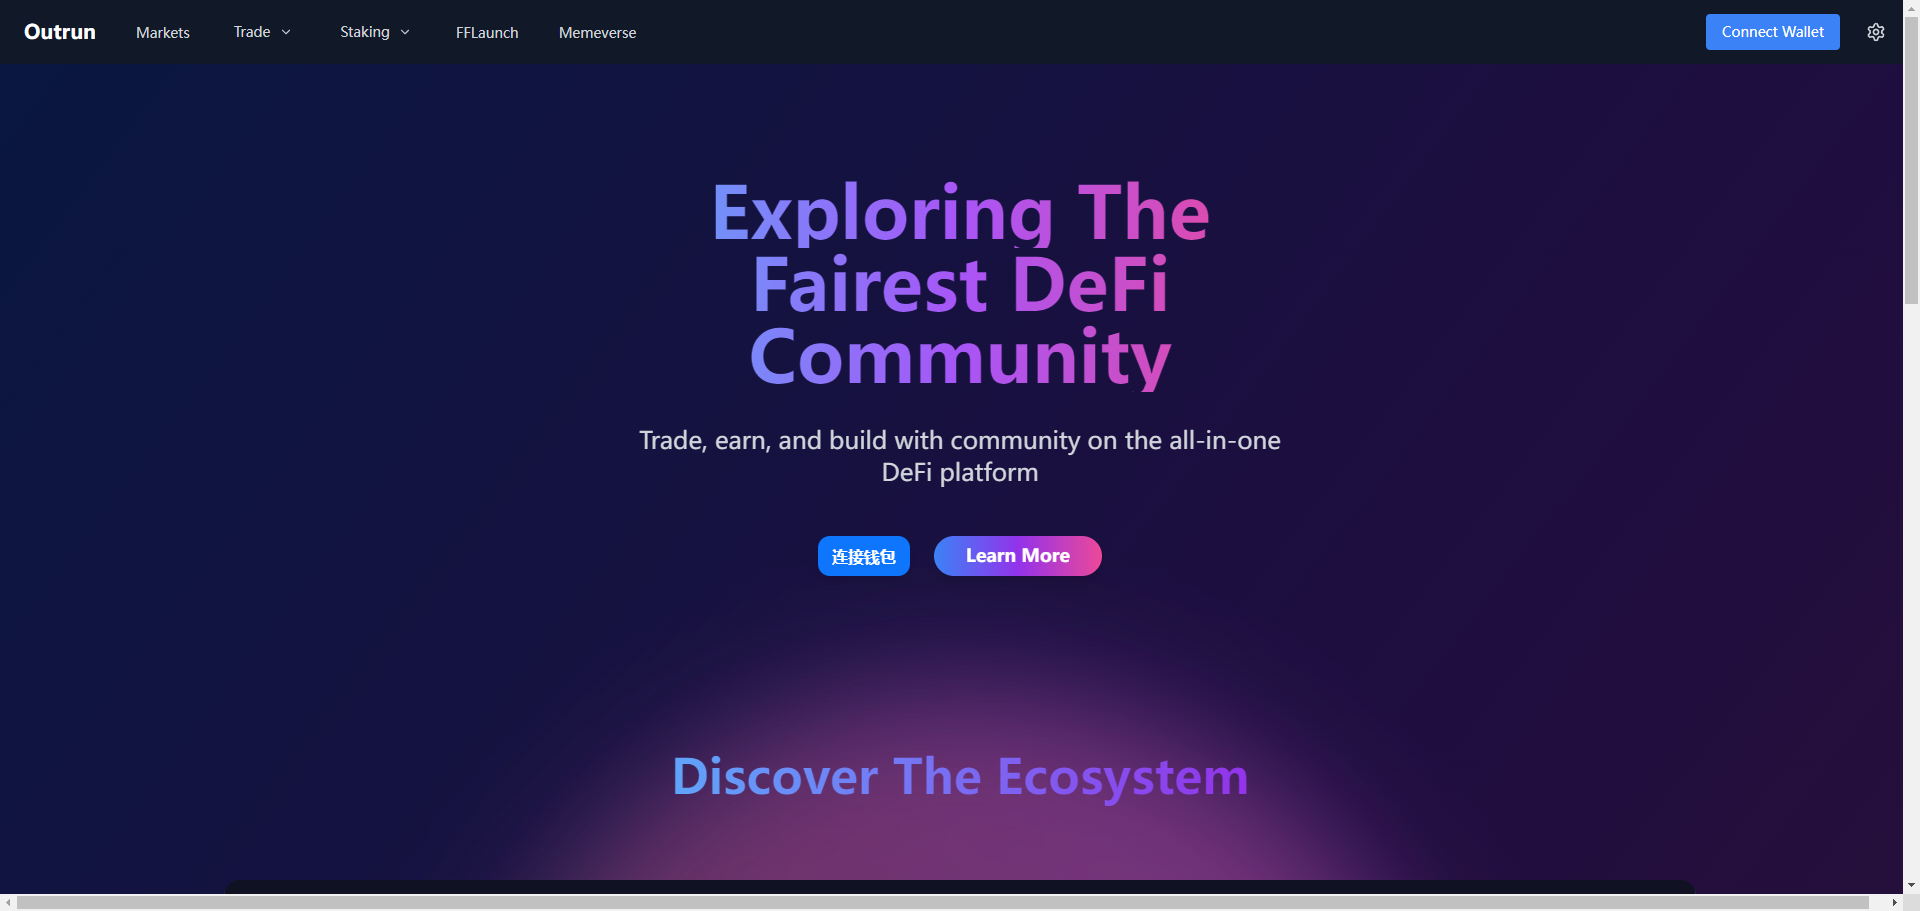 Outrun
Markets
Trade
Staking
FFLaunch
Memeverse
Connect Wallet
Exploring The
Fairest DeFi
Community
Trade, earn, and build with community on the all-in-one
DeFi platform
连接钱包
Learn More
Discover The Ecosystem